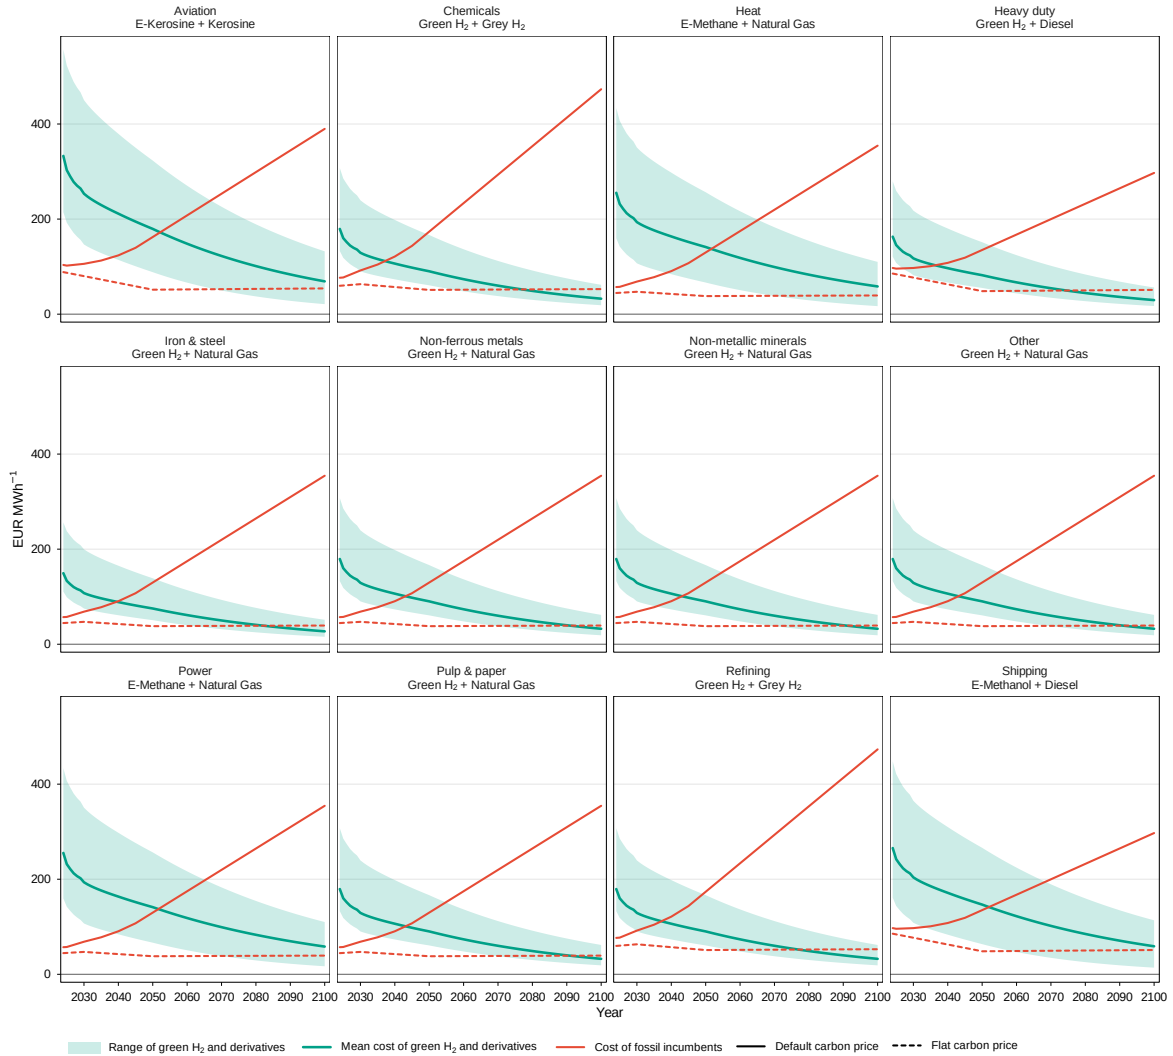 Aviation
E-Kerosine + Kerosine
Chemicals
Green H₂ + Grey H₂
Heat
E-Methane + Natural Gas
Heavy duty
Green H₂ + Diesel
400
200
0
Iron & steel
Green H₂ + Natural Gas
Non-ferrous metals
Green H₂ + Natural Gas
Non-metallic minerals
Green H₂ + Natural Gas
Other
Green H₂ + Natural Gas
EUR MWh⁻¹
400
200
0
Power
E-Methane + Natural Gas
Pulp & paper
Green H₂ + Natural Gas
Refining
Green H₂ + Grey H₂
Shipping
E-Methanol + Diesel
400
200
0
2030 2040 2050 2060 2070 2080 2090 2100
2030 2040 2050 2060 2070 2080 2090 2100
2030 2040 2050 2060 2070 2080 2090 2100
2030 2040 2050 2060 2070 2080 2090 2100
Year
Range of green H₂ and derivatives
Mean cost of green H₂ and derivatives
Cost of fossil incumbents
Default carbon price
Flat carbon price